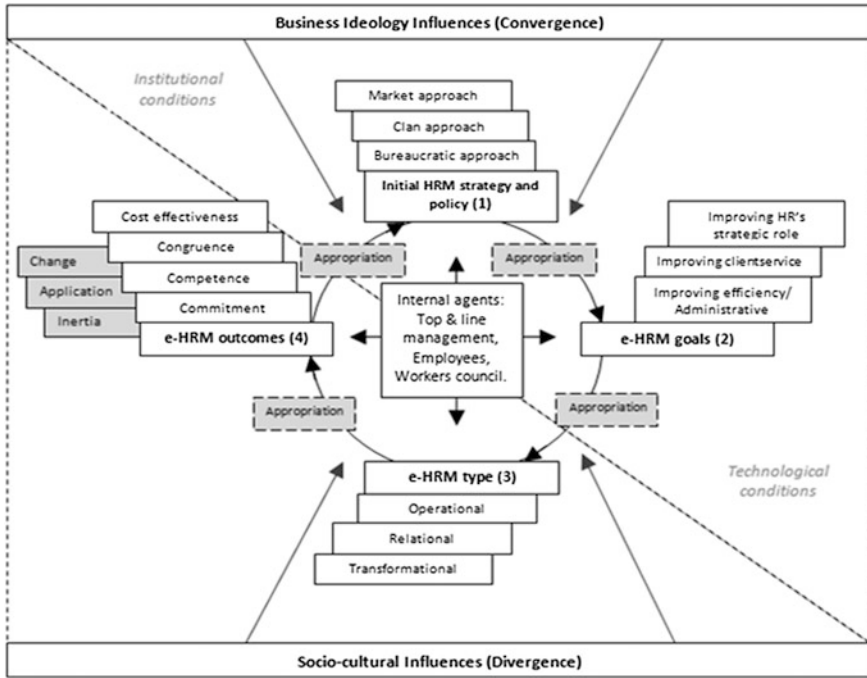 Business Ideology Influences (Convergence)
Institutional
conditions
Market approach
Clan approach
Bureaucratic approach
Initial HRM strategy and
policy (1)
Appropriation
Appropriation
Cost effectiveness
Congruence
Competence
Commitment
Change
Application
Inertia
e-HRM outcomes (4)
Internal agents:
Top & line
management,
Employees,
Workers council.
Improving HR's
strategic role
Improving clientservice
Improving efficiency/
Administrative
e-HRM goals (2)
Appropriation
Appropriation
e-HRM type (3)
Operational
Relational
Transformational
Technological
conditions
Socio-cultural Influences (Divergence)